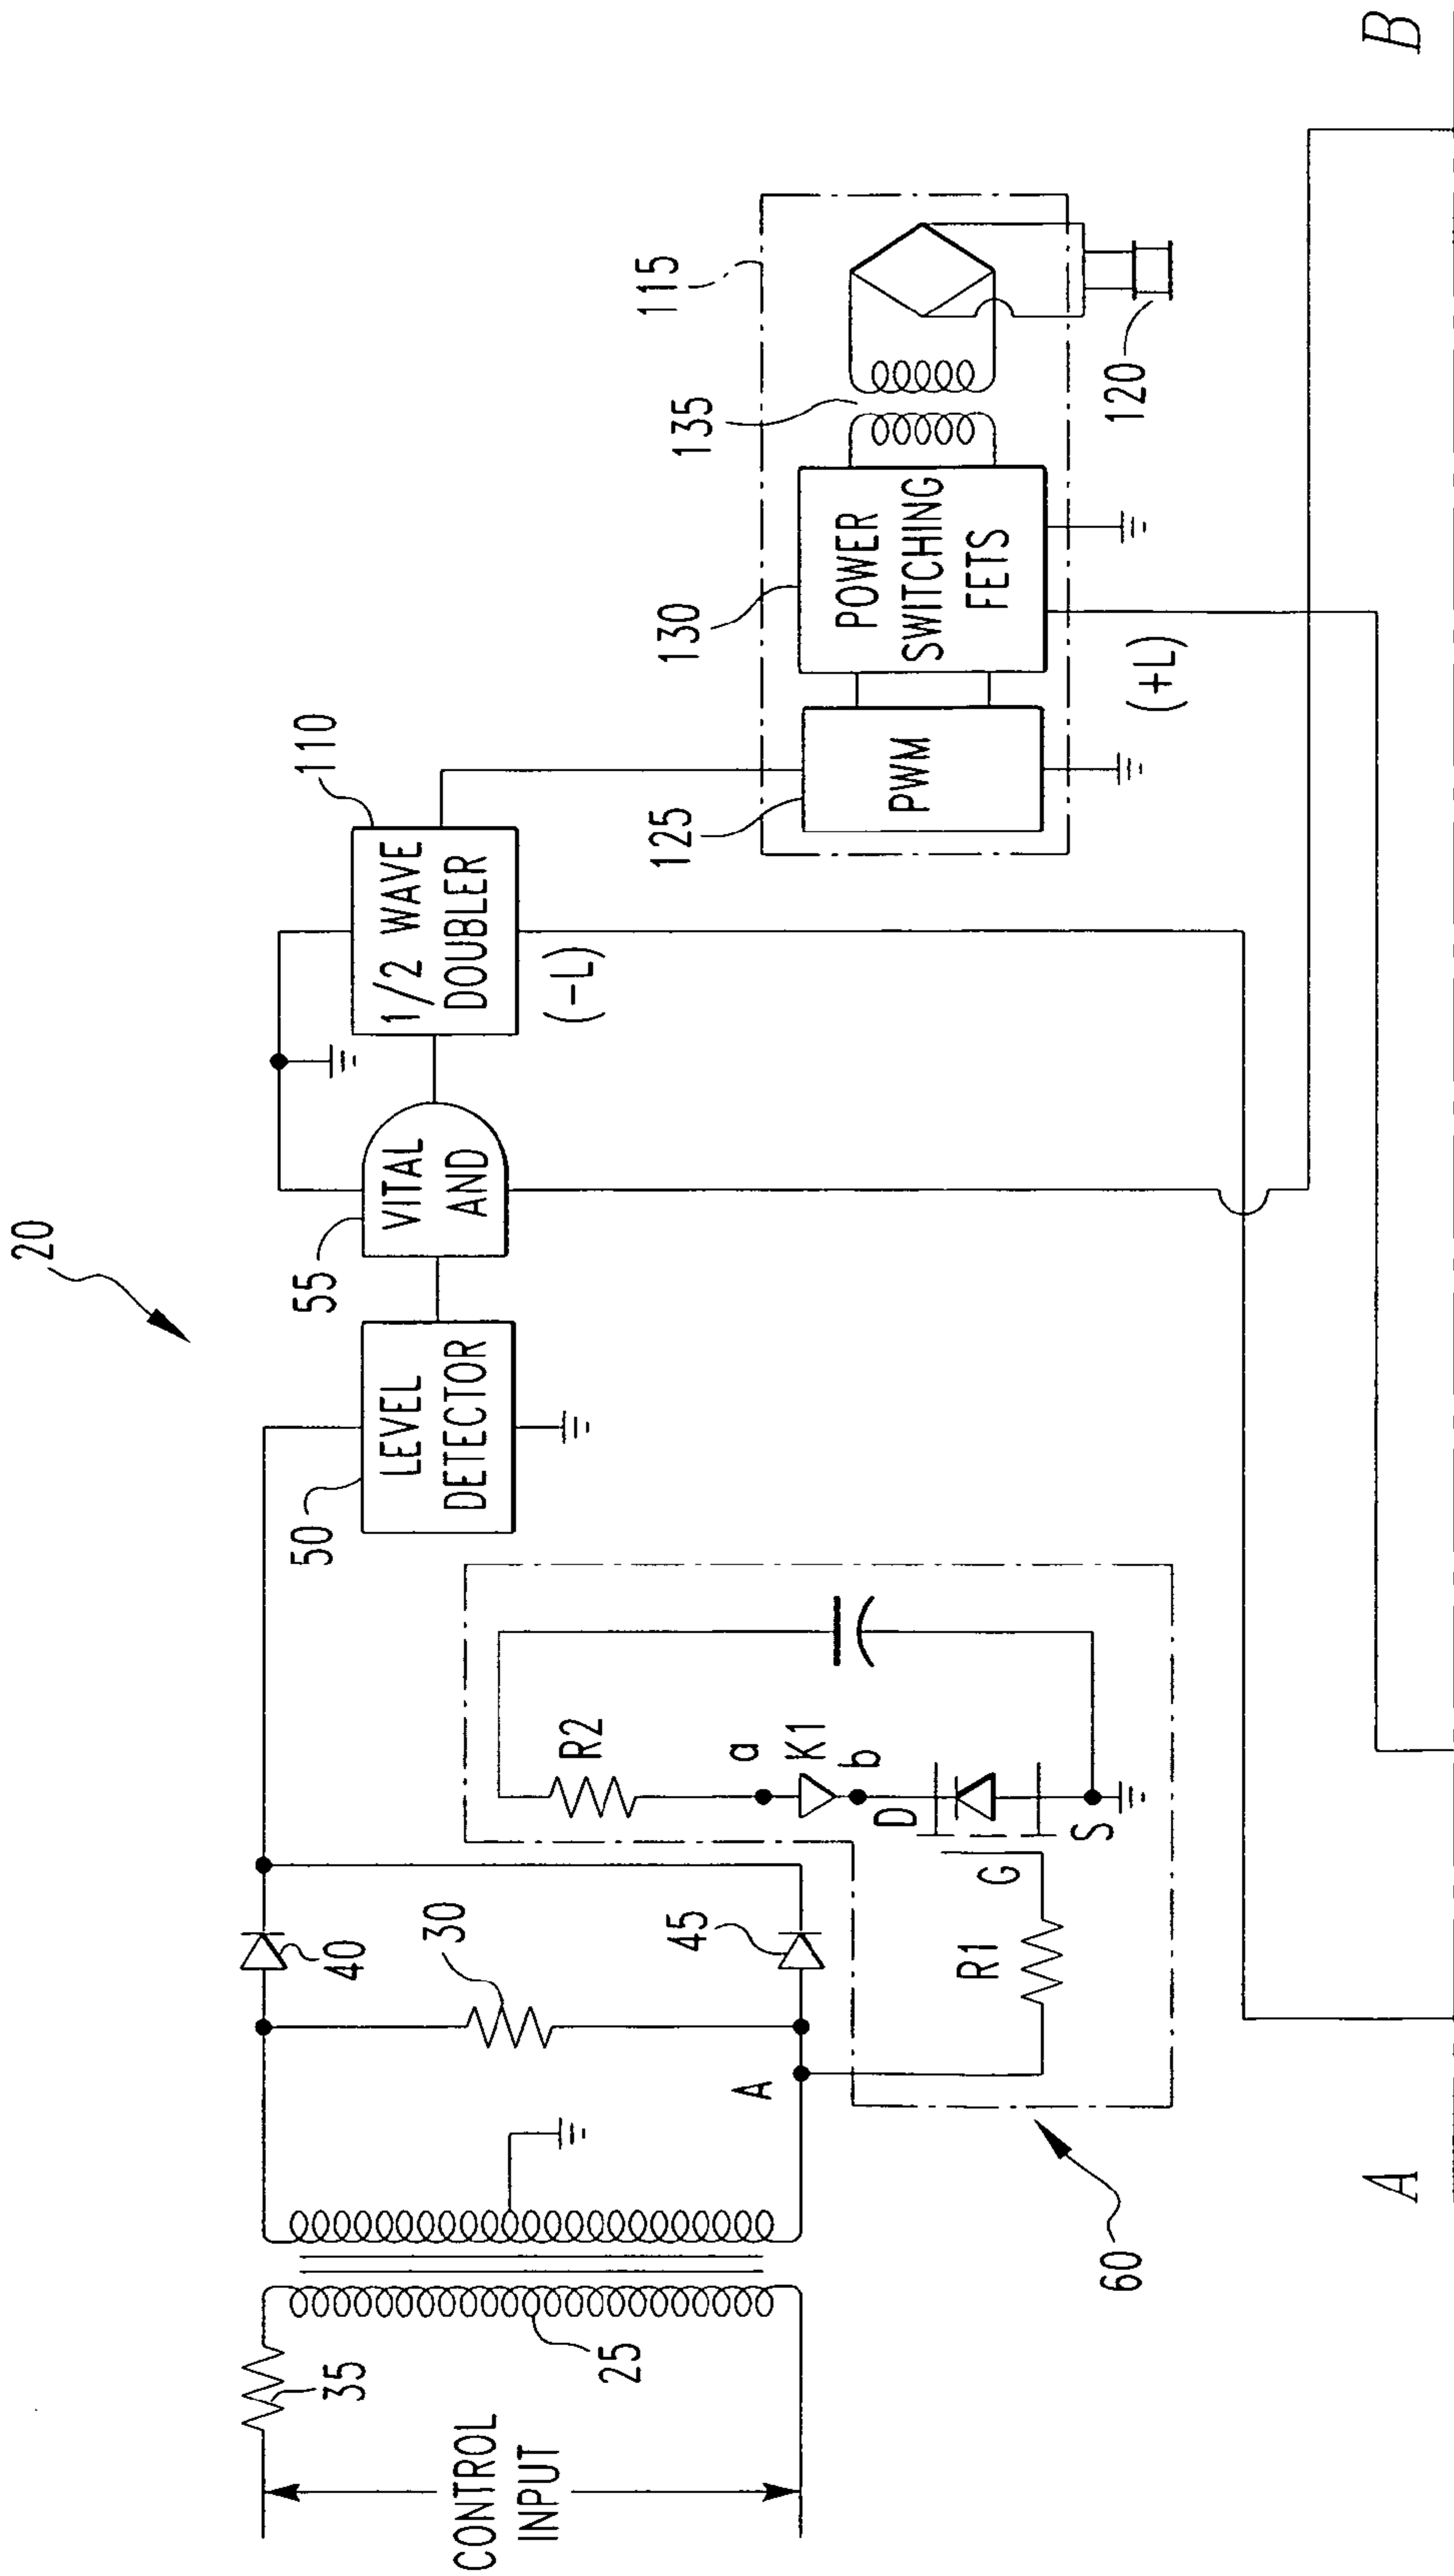 20
CONTROL
INPUT
35
25
A
30
40
45
60
R1
G
D
S
R2
a
K1
b
50
LEVEL
DETECTOR
55
VITAL
AND
110
1/2 WAVE
DOUBLER
(-L)
115
125
PWM
130
POWER
SWITCHING
FETS
(+L)
135
120
A
B